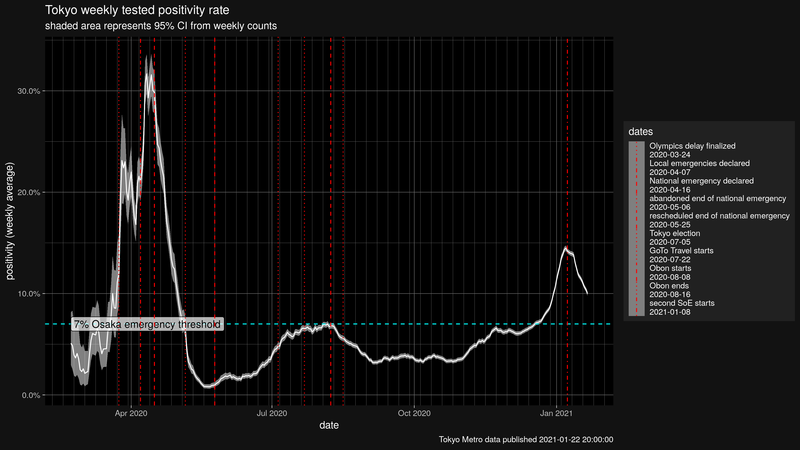 Tokyo weekly tested positivity rate
shaded area represents 95% CI from weekly counts
positivity (weekly average)
30.0%
20.0%
10.0%
0.0%
7% Osaka emergency threshold
Apr 2020
Jul 2020
Oct 2020
Jan 2021
date
Tokyo Metro data published 2021-01-22 20:00:00
dates
Olympics delay finalized
2020-03-24
Local emergencies declared
2020-04-07
National emergency declared
2020-04-16
abandoned end of national emergency
2020-05-06
rescheduled end of national emergency
2020-05-25
Tokyo election
2020-07-05
GoTo Travel starts
2020-07-22
Obon starts
2020-08-08
Obon ends
2020-08-16
second SoE starts
2021-01-08